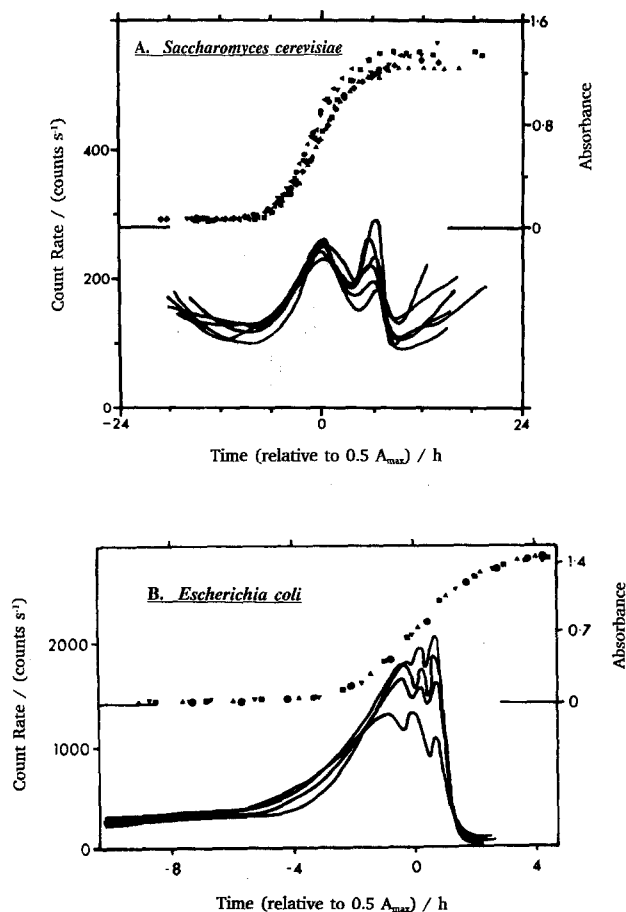 A. Saccharomyces cerevisiae
Count Rate / (counts s⁻¹)
400
200
0
1·6
0·8
0
Absorbance
-24
0
24
Time (relative to 0.5 Amax) / h
B. Escherichia coli
Count Rate / (counts s⁻¹)
2000
1000
0
1·4
0·7
0
Absorbance
-8
-4
0
4
Time (relative to 0.5 Amax) / h